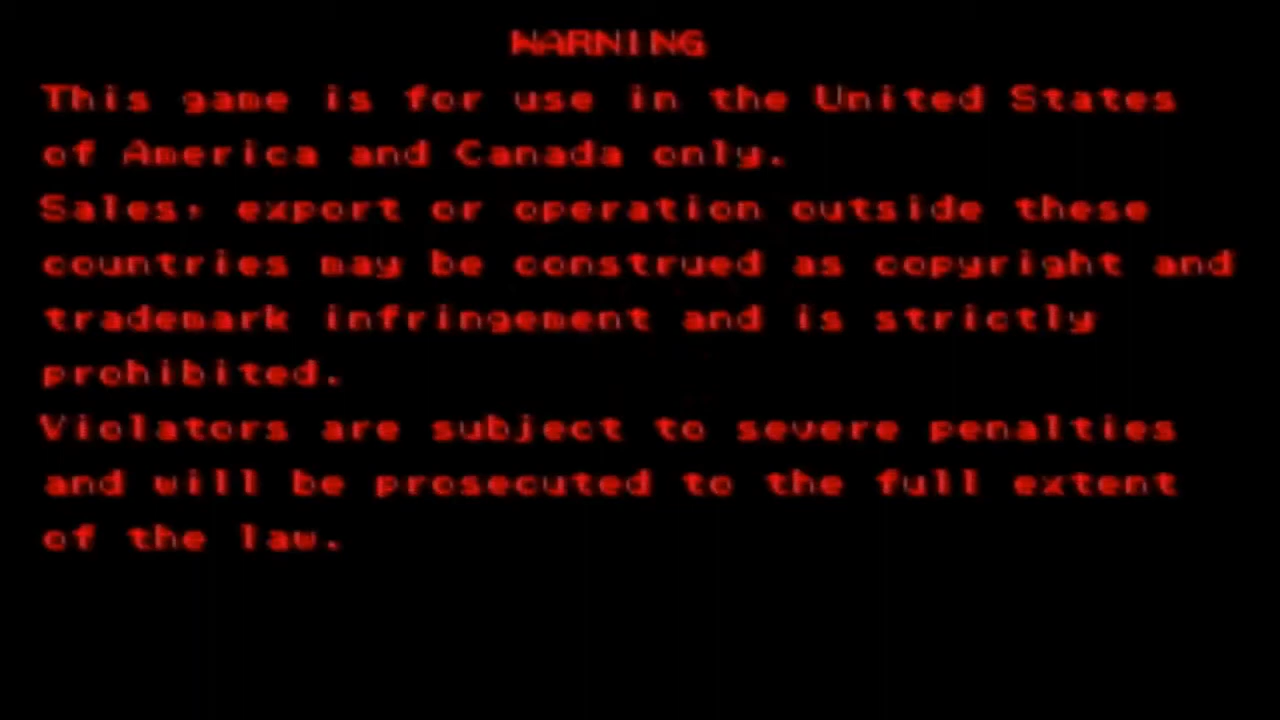 WARNING
This game is for use in the United States
of America and Canada only.
Sales, export or operation outside these
countries may be construed as copyright and
trademark infringement and is strictly
prohibited.
Violators are subject to severe penalties
and will be prosecuted to the full extent
of the law.